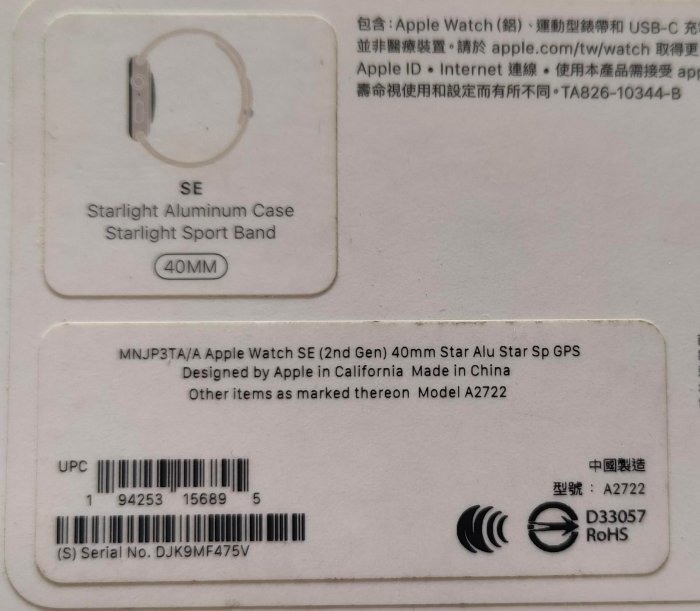 包含:Apple Watch (鋁)、運動型錶帶和 USB-C 充
並非醫療裝置。請於 apple.com/tw/watch 取得更
Apple ID • Internet 連線 • 使用本產品需接受 app
壽命視使用和設定而有所不同。TA826-10344-B
SE
Starlight Aluminum Case
Starlight Sport Band
40MM
MNJP3TA/A Apple Watch SE (2nd Gen) 40mm Star Alu Star Sp GPS
Designed by Apple in California Made in China
Other items as marked thereon Model A2722
UPC
1 94253 15689 5
(S) Serial No. DJK9MF475V
中國製造
型號: A2722
D33057
RoHS